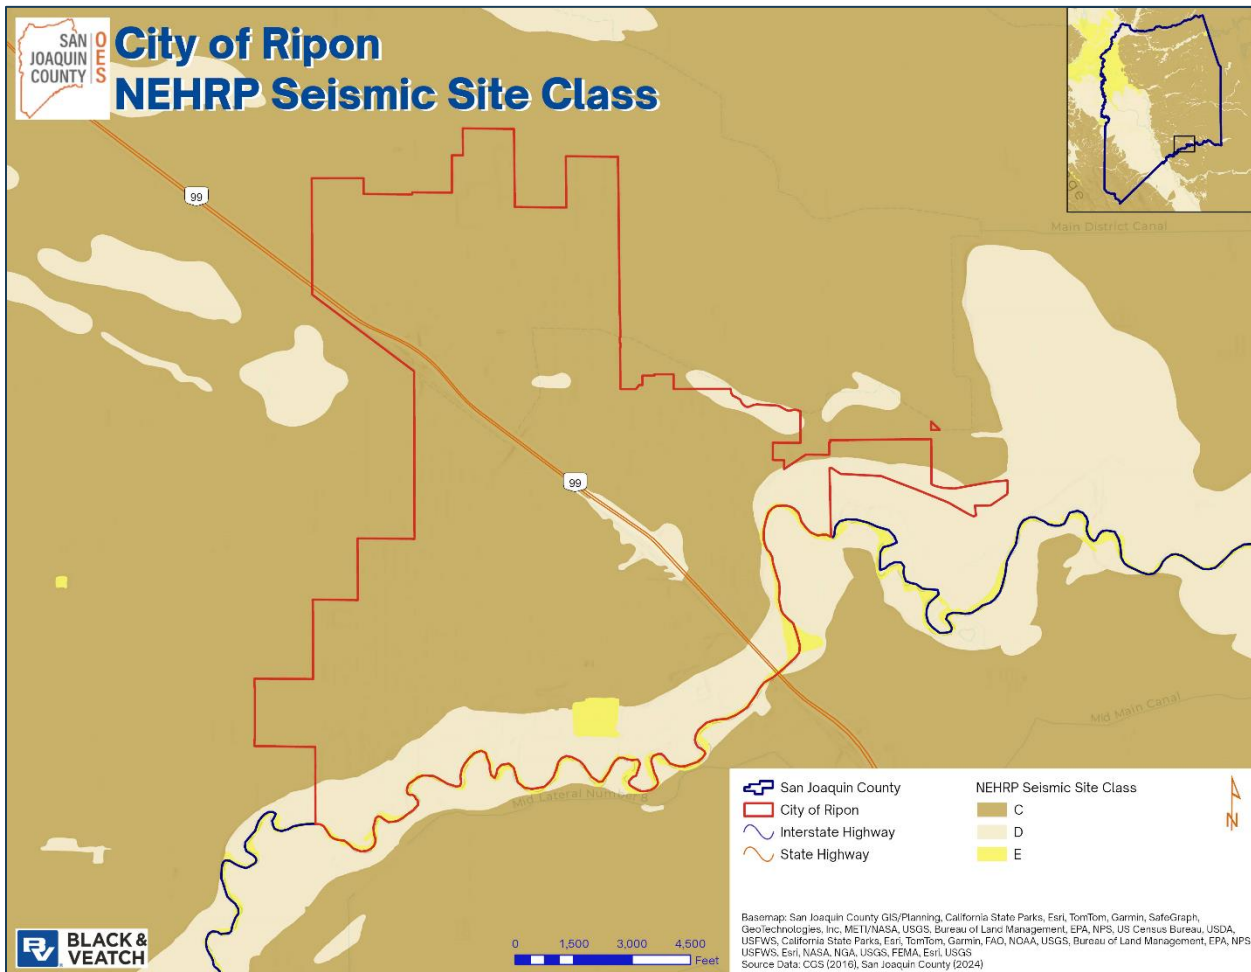 SAN
JOAQUIN
COUNTY
OES
City of Ripon
NEHRP Seismic Site Class
99
Main District Canal
99
Mid Main Canal
Mid Lateral Number 8
San Joaquin County
City of Ripon
Interstate Highway
State Highway
NEHRP Seismic Site Class
C
D
E
N
Basemap: San Joaquin County GIS/Planning, California State Parks, Esri, TomTom, Garmin, SafeGraph,
GeoTechnologies, Inc, METI/NASA, USGS, Bureau of Land Management, EPA, NPS, US Census Bureau, USDA,
USFWS, California State Parks, Esri, TomTom, Garmin, FAO, NOAA, USGS, Bureau of Land Management, EPA, NPS,
USFWS, Esri, NASA, NGA, USGS, FEMA, Esri, USGS
Source Data: CGS (2016), San Joaquin County (2024)
BV
BLACK &
VEATCH
0 1,500 3,000 4,500
Feet